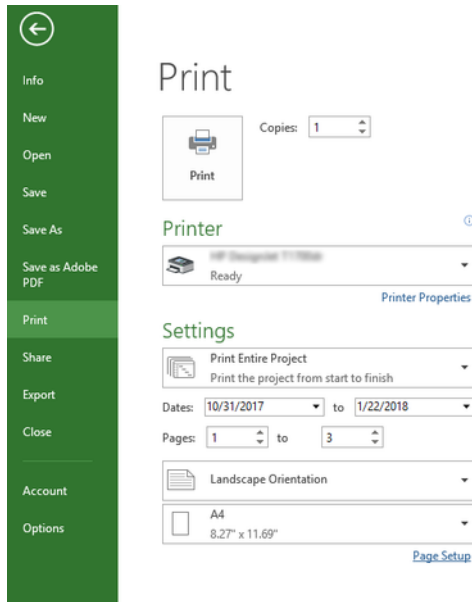 Info
New
Open
Save
Save As
Save as Adobe
PDF
Print
Share
Export
Close
Account
Options
Print
Print
Copies: 1
Printer
Ready
Printer Properties
Settings
Print Entire Project
Print the project from start to finish
Dates: 10/31/2017 to 1/22/2018
Pages: 1 to 3
Landscape Orientation
A4
8.27" x 11.69"
Page Setup